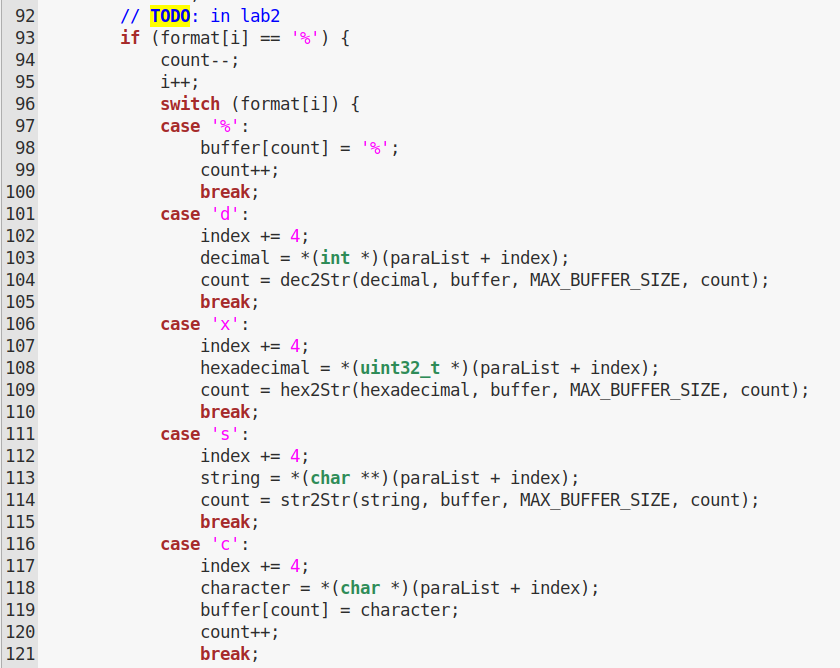 92 // TODO: in lab2
93 if (format[i] == '%') {
94 count--;
95 i++;
96 switch (format[i]) {
97 case '%':
98 buffer[count] = '%';
99 count++;
100 break;
101 case 'd':
102 index += 4;
103 decimal = *(int *)(paraList + index);
104 count = dec2Str(decimal, buffer, MAX_BUFFER_SIZE, count);
105 break;
106 case 'x':
107 index += 4;
108 hexadecimal = *(uint32_t *)(paraList + index);
109 count = hex2Str(hexadecimal, buffer, MAX_BUFFER_SIZE, count);
110 break;
111 case 's':
112 index += 4;
113 string = *(char **)(paraList + index);
114 count = str2Str(string, buffer, MAX_BUFFER_SIZE, count);
115 break;
116 case 'c':
117 index += 4;
118 character = *(char *)(paraList + index);
119 buffer[count] = character;
120 count++;
121 break;